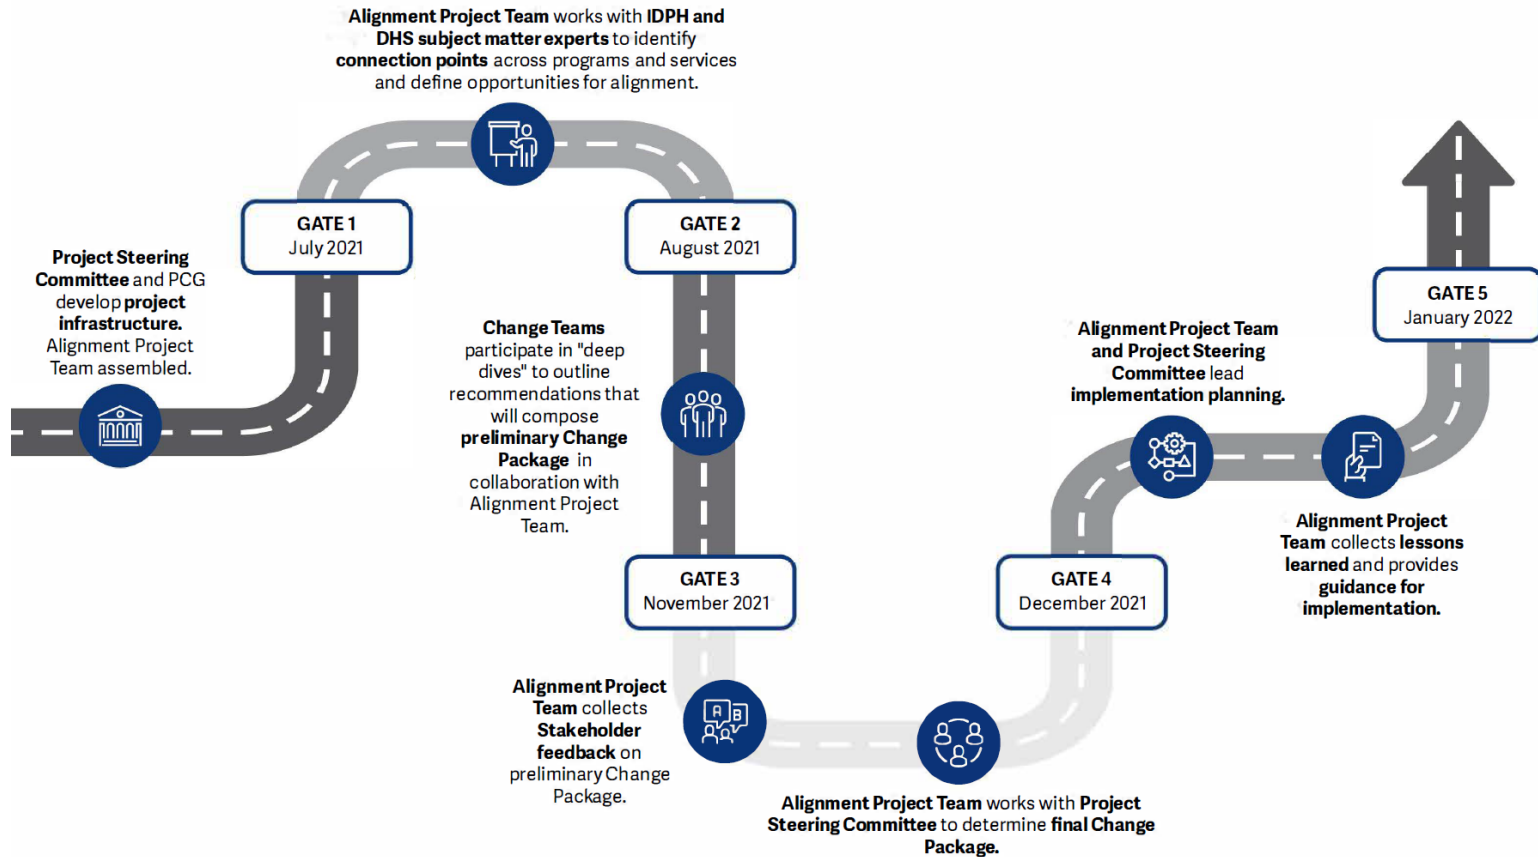 Alignment Project Team works with IDPH and
DHS subject matter experts to identify
connection points across programs and services
and define opportunities for alignment.
GATE 1
July 2021
GATE 2
August 2021
Project Steering
Committee and PCG
develop project
infrastructure.
Alignment Project
Team assembled.
Change Teams
participate in "deep
dives" to outline
recommendations that
will compose
preliminary Change
Package in
collaboration with
Alignment Project
Team.
GATE 3
November 2021
Alignment Project
Team collects
Stakeholder
feedback on
preliminary Change
Package.
A
B
Alignment Project Team works with Project
Steering Committee to determine final Change
Package.
GATE 4
December 2021
Alignment Project Team
and Project Steering
Committee lead
implementation planning.
Alignment Project
Team collects lessons
learned and provides
guidance for
implementation.
GATE 5
January 2022